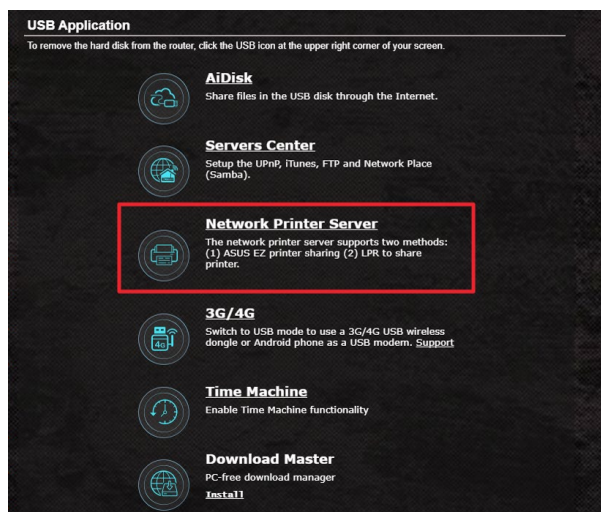 USB Application
To remove the hard disk from the router, click the USB icon at the upper right corner of your screen.
AiDisk
Share files in the USB disk through the Internet.
Servers Center
Setup the UPnP, iTunes, FTP and Network Place
(Samba).
Network Printer Server
The network printer server supports two methods:
(1) ASUS EZ printer sharing (2) LPR to share
printer.
3G/4G
4G
Switch to USB mode to use a 3G/4G USB wireless
dongle or Android phone as a USB modem. Support
Time Machine
Enable Time Machine functionality
Download Master
PC-free download manager
Install